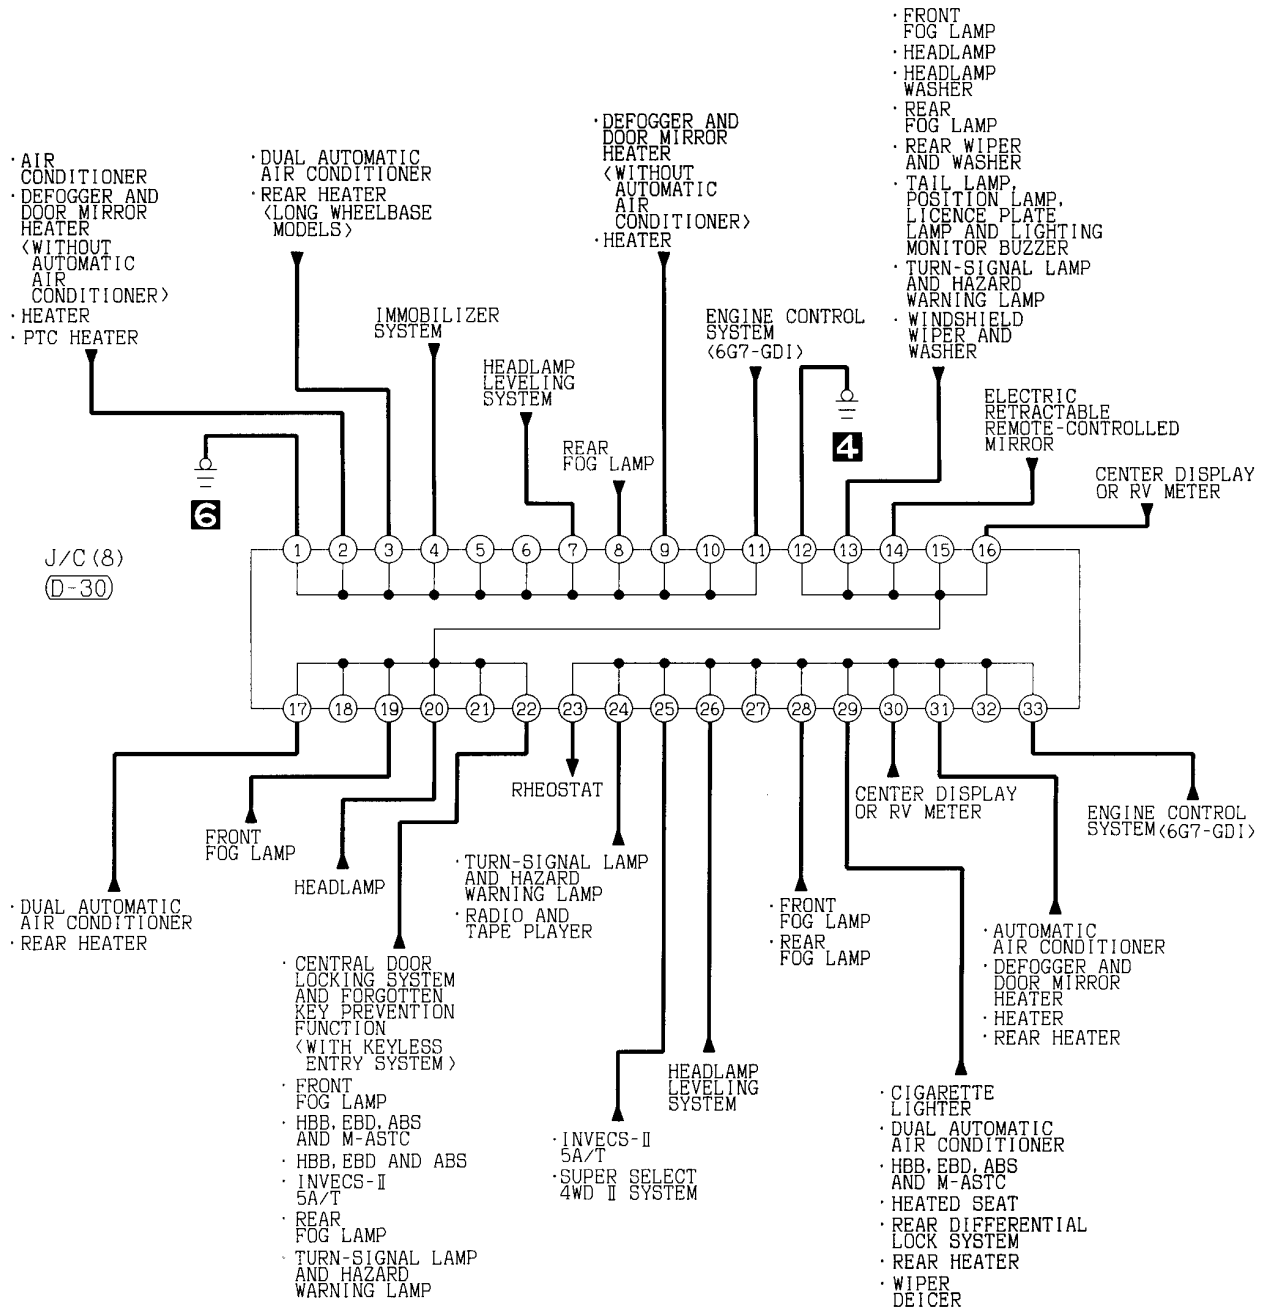 · FRONT
FOG LAMP
· HEADLAMP
· HEADLAMP
WASHER
· REAR
FOG LAMP
· REAR WIPER
AND WASHER
· TAIL LAMP,
POSITION LAMP,
LICENCE PLATE
LAMP AND LIGHTING
MONITOR BUZZER
· TURN-SIGNAL LAMP
AND HAZARD
WARNING LAMP
· WINDSHIELD
WIPER AND
WASHER
· DEFOGGER AND
DOOR MIRROR
HEATER
<WITHOUT
AUTOMATIC
AIR
CONDITIONER>
· HEATER
· AIR
CONDITIONER
· DEFOGGER AND
DOOR MIRROR
HEATER
<WITHOUT
AUTOMATIC
AIR
CONDITIONER>
· HEATER
· PTC HEATER
· DUAL AUTOMATIC
AIR CONDITIONER
· REAR HEATER
<LONG WHEELBASE
MODELS>
IMMOBILIZER
SYSTEM
HEADLAMP
LEVELING
SYSTEM
REAR
FOG LAMP
ENGINE CONTROL
SYSTEM
<6G7-GDI>
ELECTRIC
RETRACTABLE
REMOTE-CONTROLLED
MIRROR
CENTER DISPLAY
OR RV METER
6
4
J/C(8)
D-30
1 2 3 4 5 6 7 8 9 10 11 12 13 14 15 16
17 18 19 20 21 22 23 24 25 26 27 28 29 30 31 32 33
RHEOSTAT
CENTER DISPLAY
OR RV METER
ENGINE CONTROL
SYSTEM<6G7-GDI>
FRONT
FOG LAMP
HEADLAMP
· DUAL AUTOMATIC
AIR CONDITIONER
· REAR HEATER
· TURN-SIGNAL LAMP
AND HAZARD
WARNING LAMP
· RADIO AND
TAPE PLAYER
· FRONT
FOG LAMP
· REAR
FOG LAMP
· AUTOMATIC
AIR CONDITIONER
· DEFOGGER AND
DOOR MIRROR
HEATER
· HEATER
· REAR HEATER
· CENTRAL DOOR
LOCKING SYSTEM
AND FORGOTTEN
KEY PREVENTION
FUNCTION
<WITH KEYLESS
ENTRY SYSTEM>
· FRONT
FOG LAMP
· HBB, EBD, ABS
AND M-ASTC
· HBB, EBD AND ABS
· INVECS-Ⅱ
5A/T
· REAR
FOG LAMP
· TURN-SIGNAL LAMP
AND HAZARD
WARNING LAMP
· INVECS-Ⅱ
5A/T
· SUPER SELECT
4WD Ⅱ SYSTEM
HEADLAMP
LEVELING
SYSTEM
· CIGARETTE
LIGHTER
· DUAL AUTOMATIC
AIR CONDITIONER
· HBB, EBD, ABS
AND M-ASTC
· HEATED SEAT
· REAR DIFFERENTIAL
LOCK SYSTEM
· REAR HEATER
· WIPER
DEICER